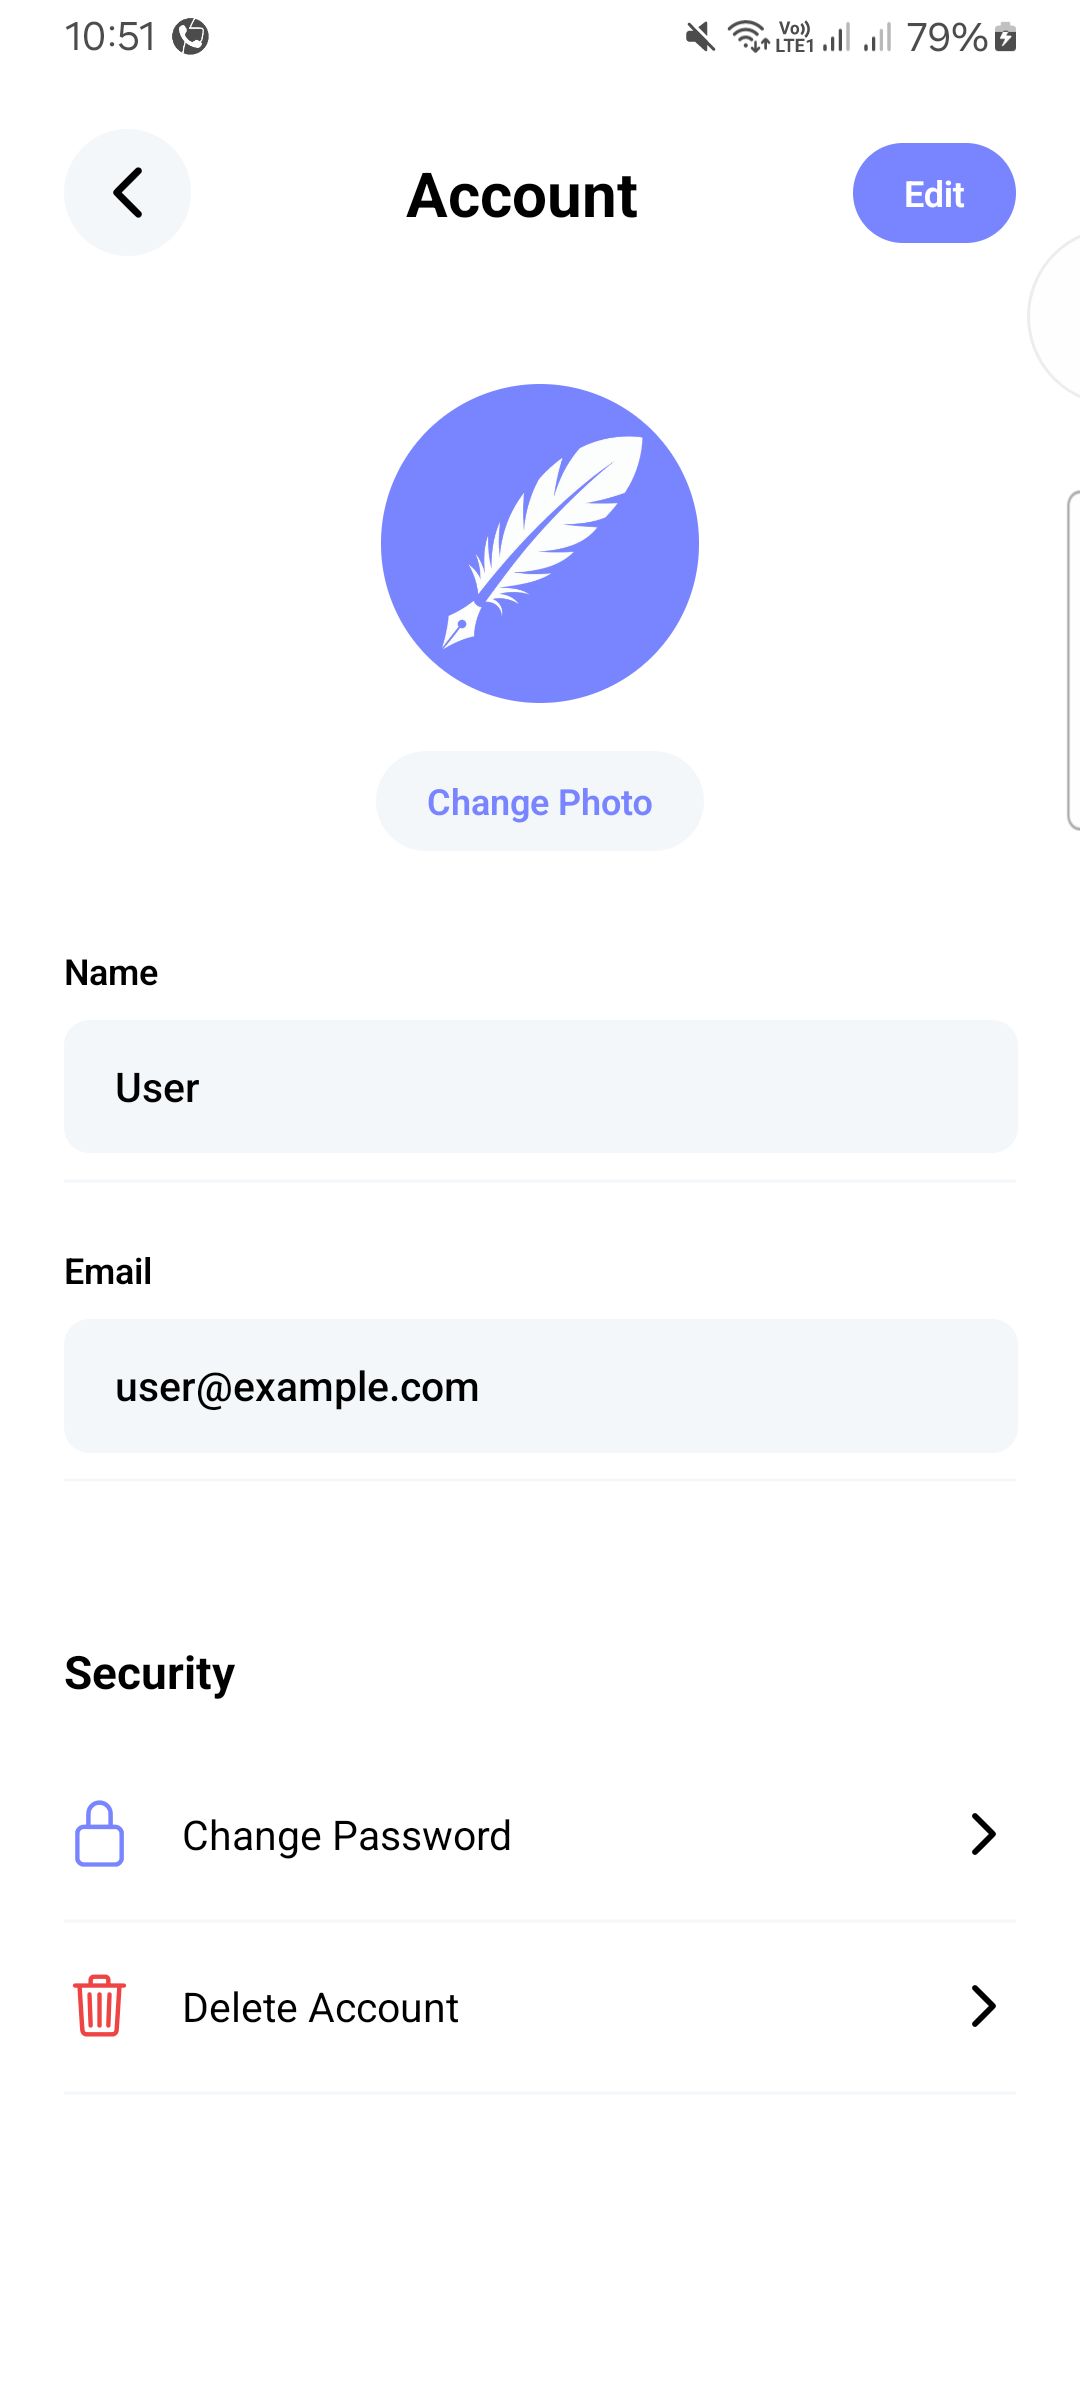 10:51 Vo)) LTE1 79%
Account
Edit
Change Photo
Name
User
Email
user@example.com
Security
Change Password
Delete Account